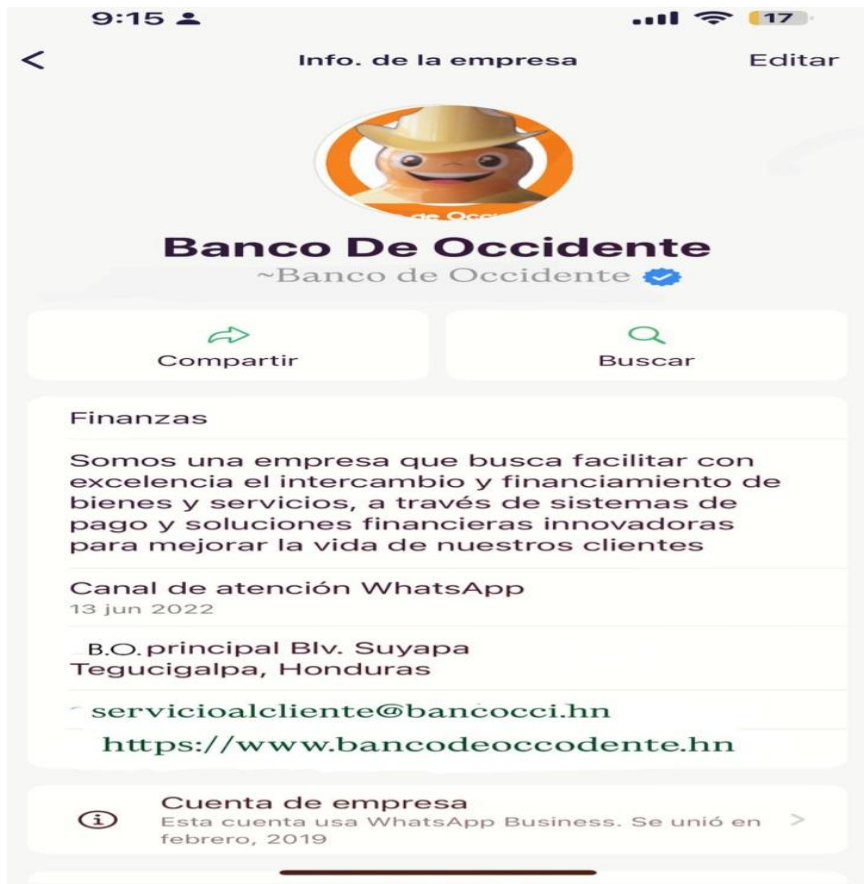 9:15
17
Info. de la empresa
Editar
de Occi
Banco De Occidente
~Banco de Occidente
Compartir
Buscar
Finanzas
Somos una empresa que busca facilitar con
excelencia el intercambio y financiamiento de
bienes y servicios, a través de sistemas de
pago y soluciones financieras innovadoras
para mejorar la vida de nuestros clientes
Canal de atención WhatsApp
13 jun 2022
B.O. principal Blv. Suyapa
Tegucigalpa, Honduras
servicioalcliente@bancocci.hn
https://www.bancodeoccodente.hn
Cuenta de empresa
Esta cuenta usa WhatsApp Business. Se unió en
febrero, 2019